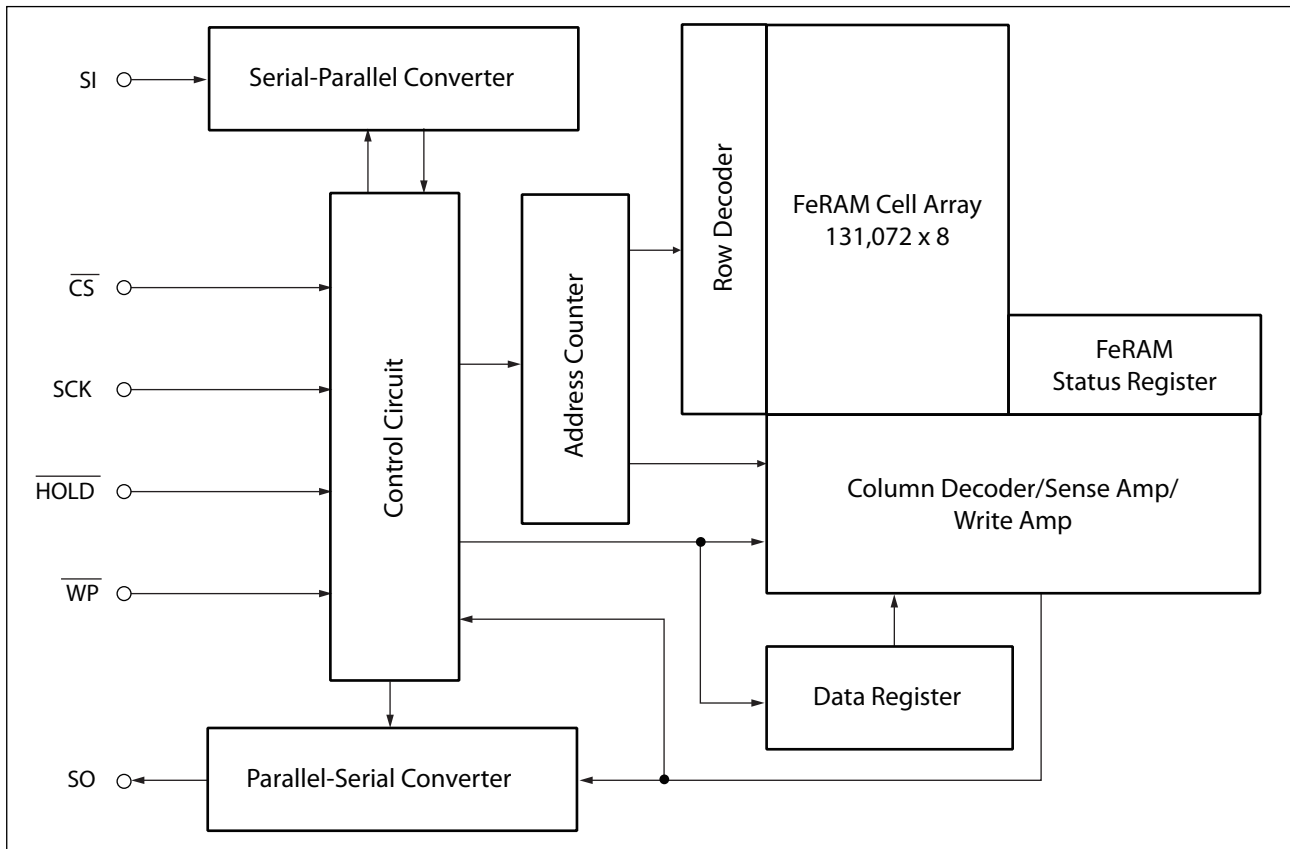 SI
Serial-Parallel Converter
Row Decoder
FeRAM Cell Array
131,072 x 8
CS
SCK
HOLD
WP
Control Circuit
Address Counter
FeRAM
Status Register
Column Decoder/Sense Amp/
Write Amp
Data Register
SO
Parallel-Serial Converter